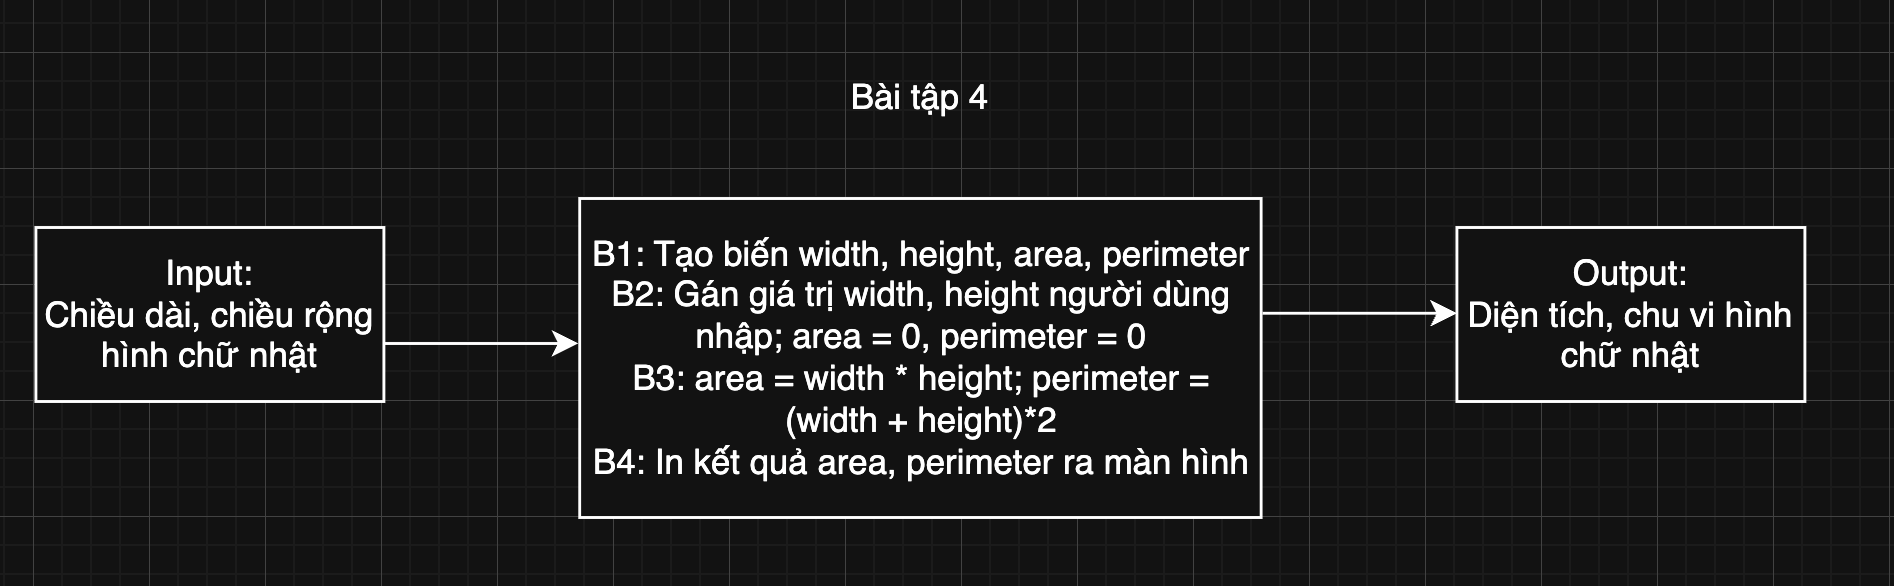 Bài tập 4
Input:
Chiều dài, chiều rộng
hình chữ nhật
B1: Tạo biến width, height, area, perimeter
B2: Gán giá trị width, height người dùng
nhập; area = 0, perimeter = 0
B3: area = width * height; perimeter =
(width + height)*2
B4: In kết quả area, perimeter ra màn hình
Output:
Diện tích, chu vi hình
chữ nhật